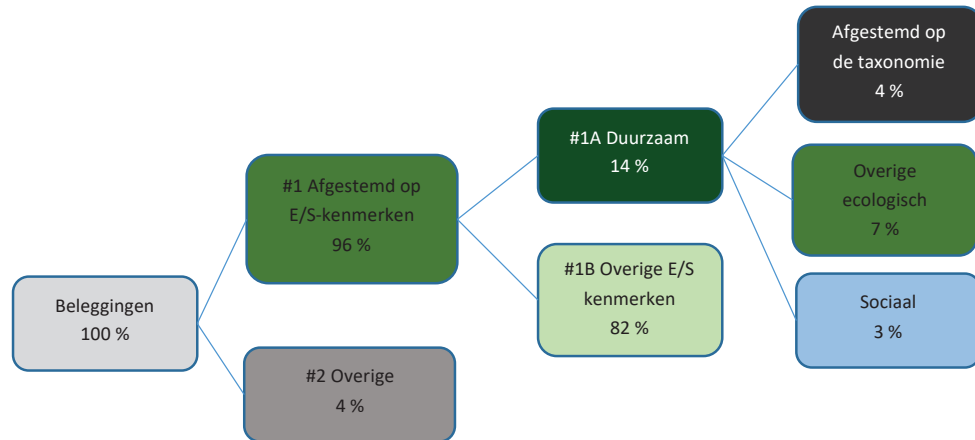 Beleggingen
100 %
#1 Afgestemd op
E/S-kenmerken
96 %
#2 Overige
4 %
#1A Duurzaam
14 %
#1B Overige E/S
kenmerken
82 %
Afgestemd op
de taxonomie
4 %
Overige
ecologisch
7 %
Sociaal
3 %